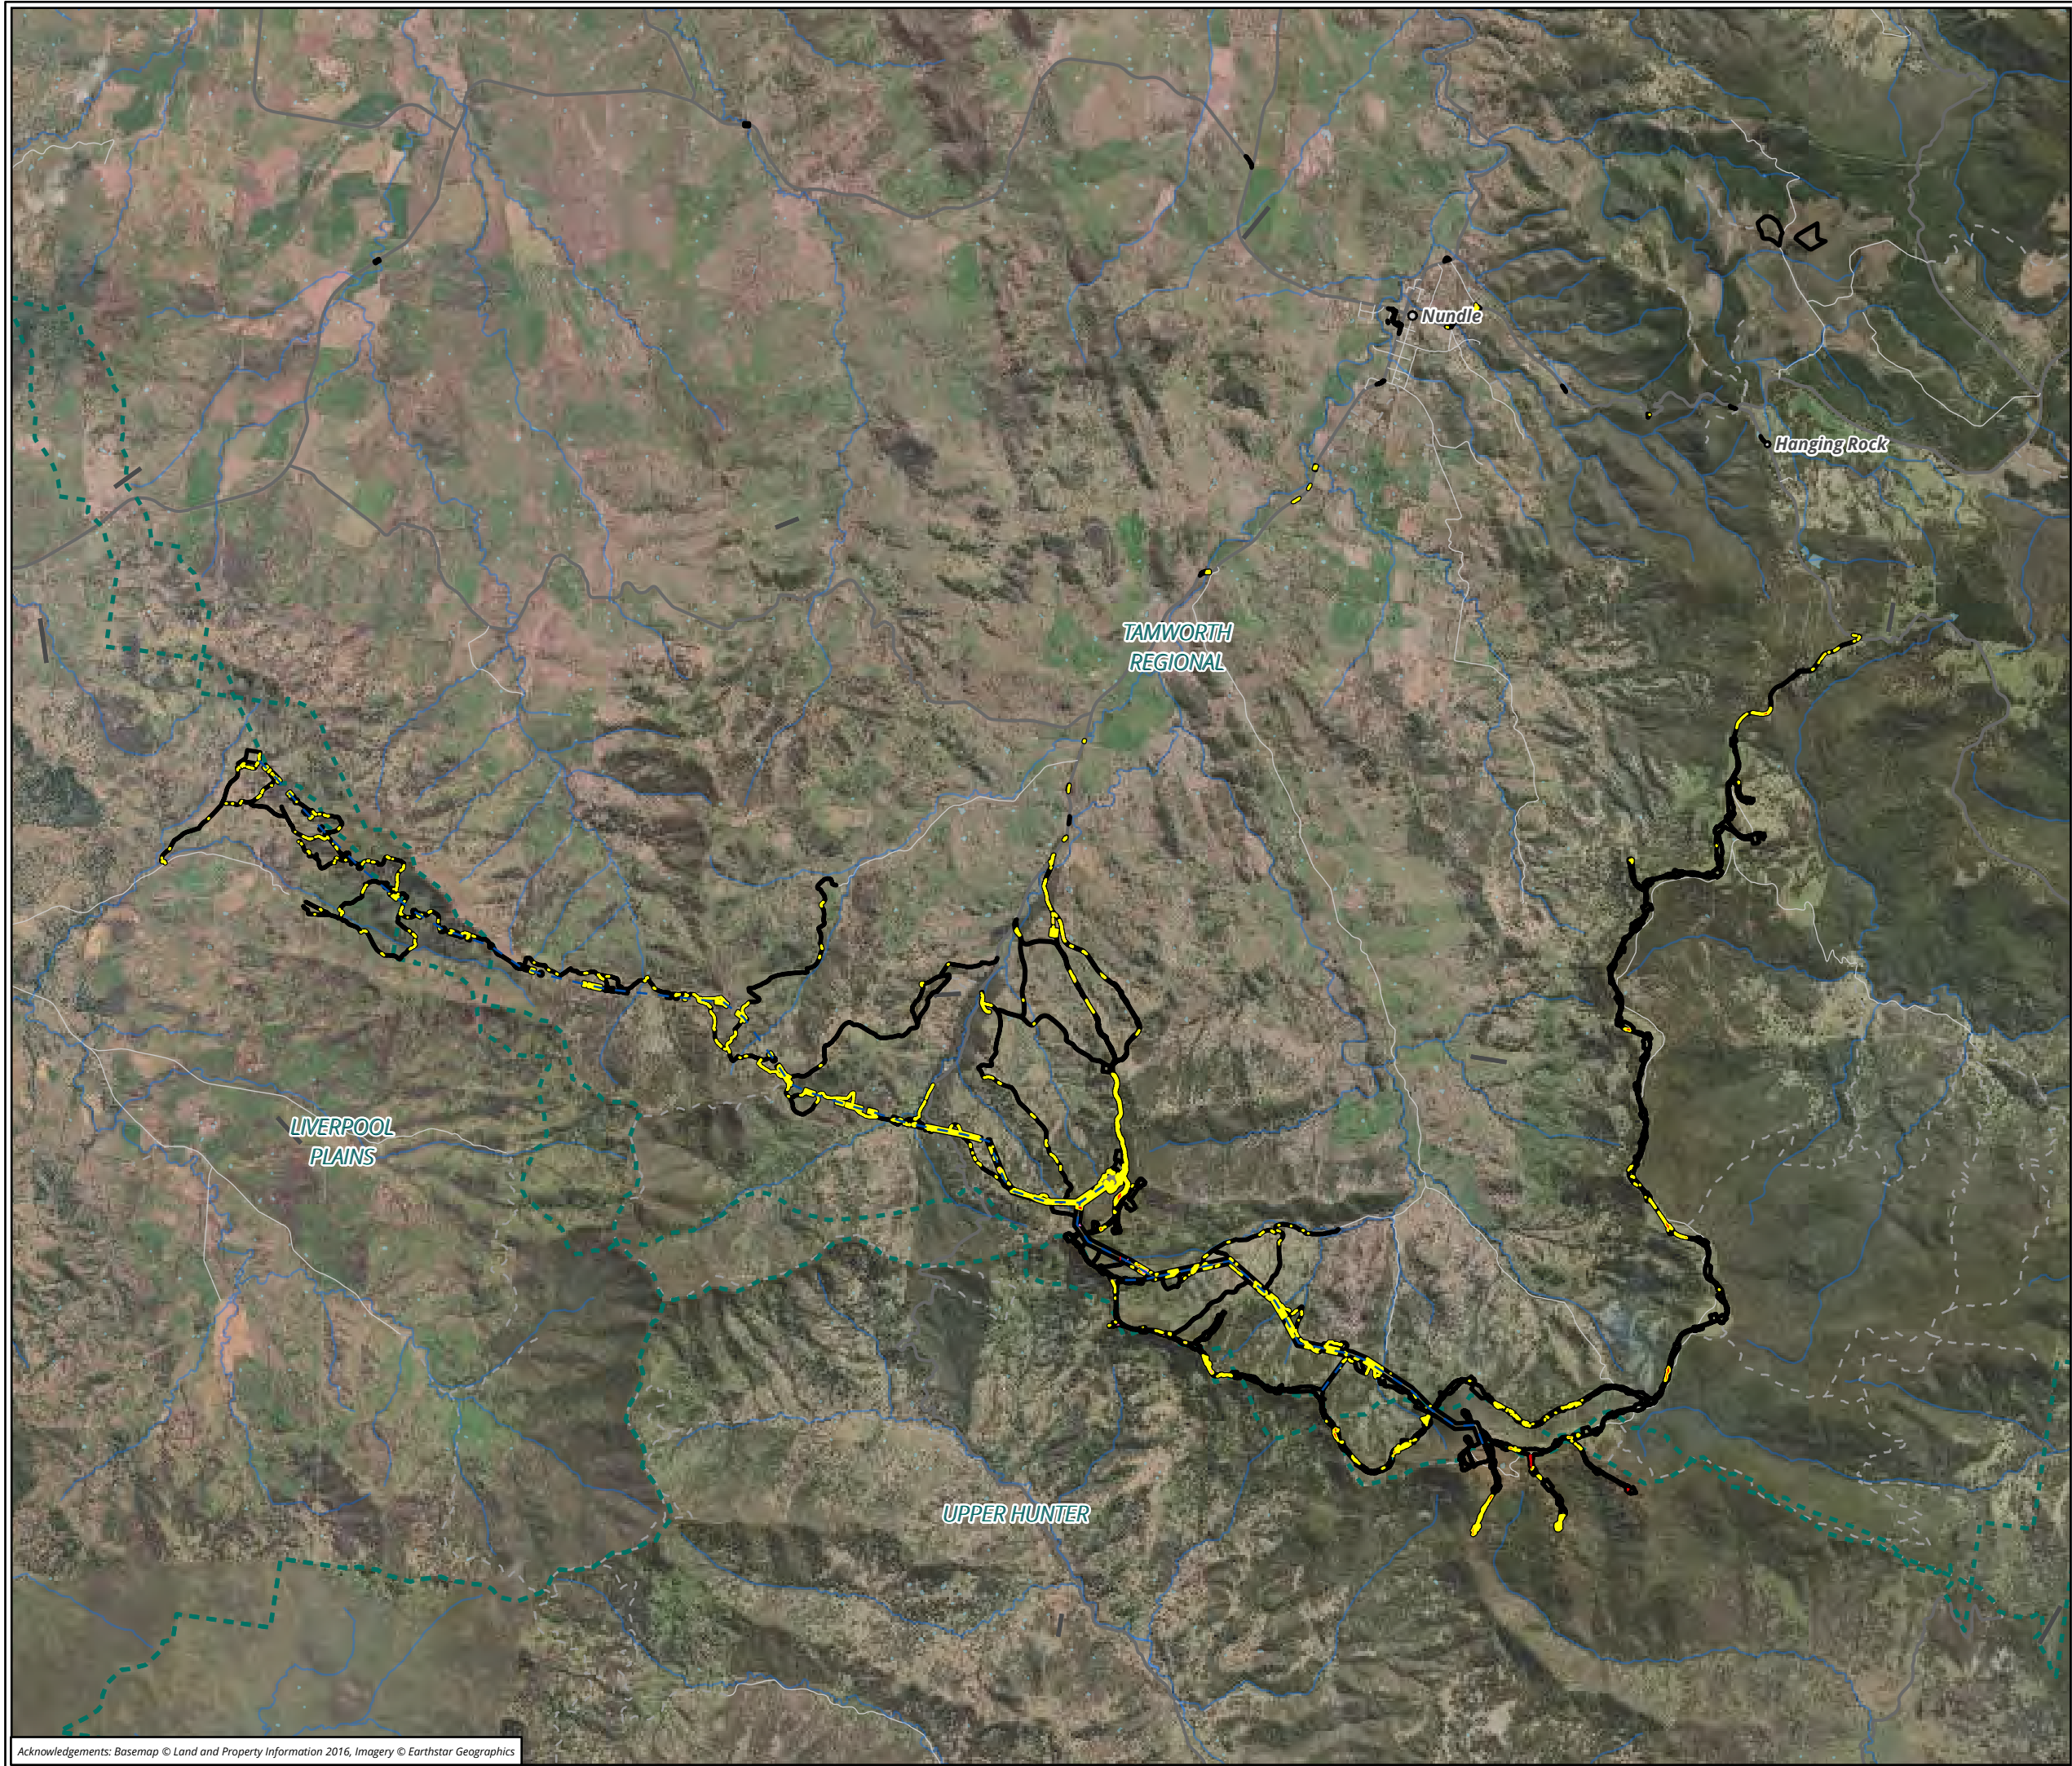 Nundle
Hanging Rock
TAMWORTH
REGIONAL
LIVERPOOL
PLAINS
UPPER HUNTER
Acknowledgements: Basemap © Land and Property Information 2016, Imagery © Earthstar Geographics